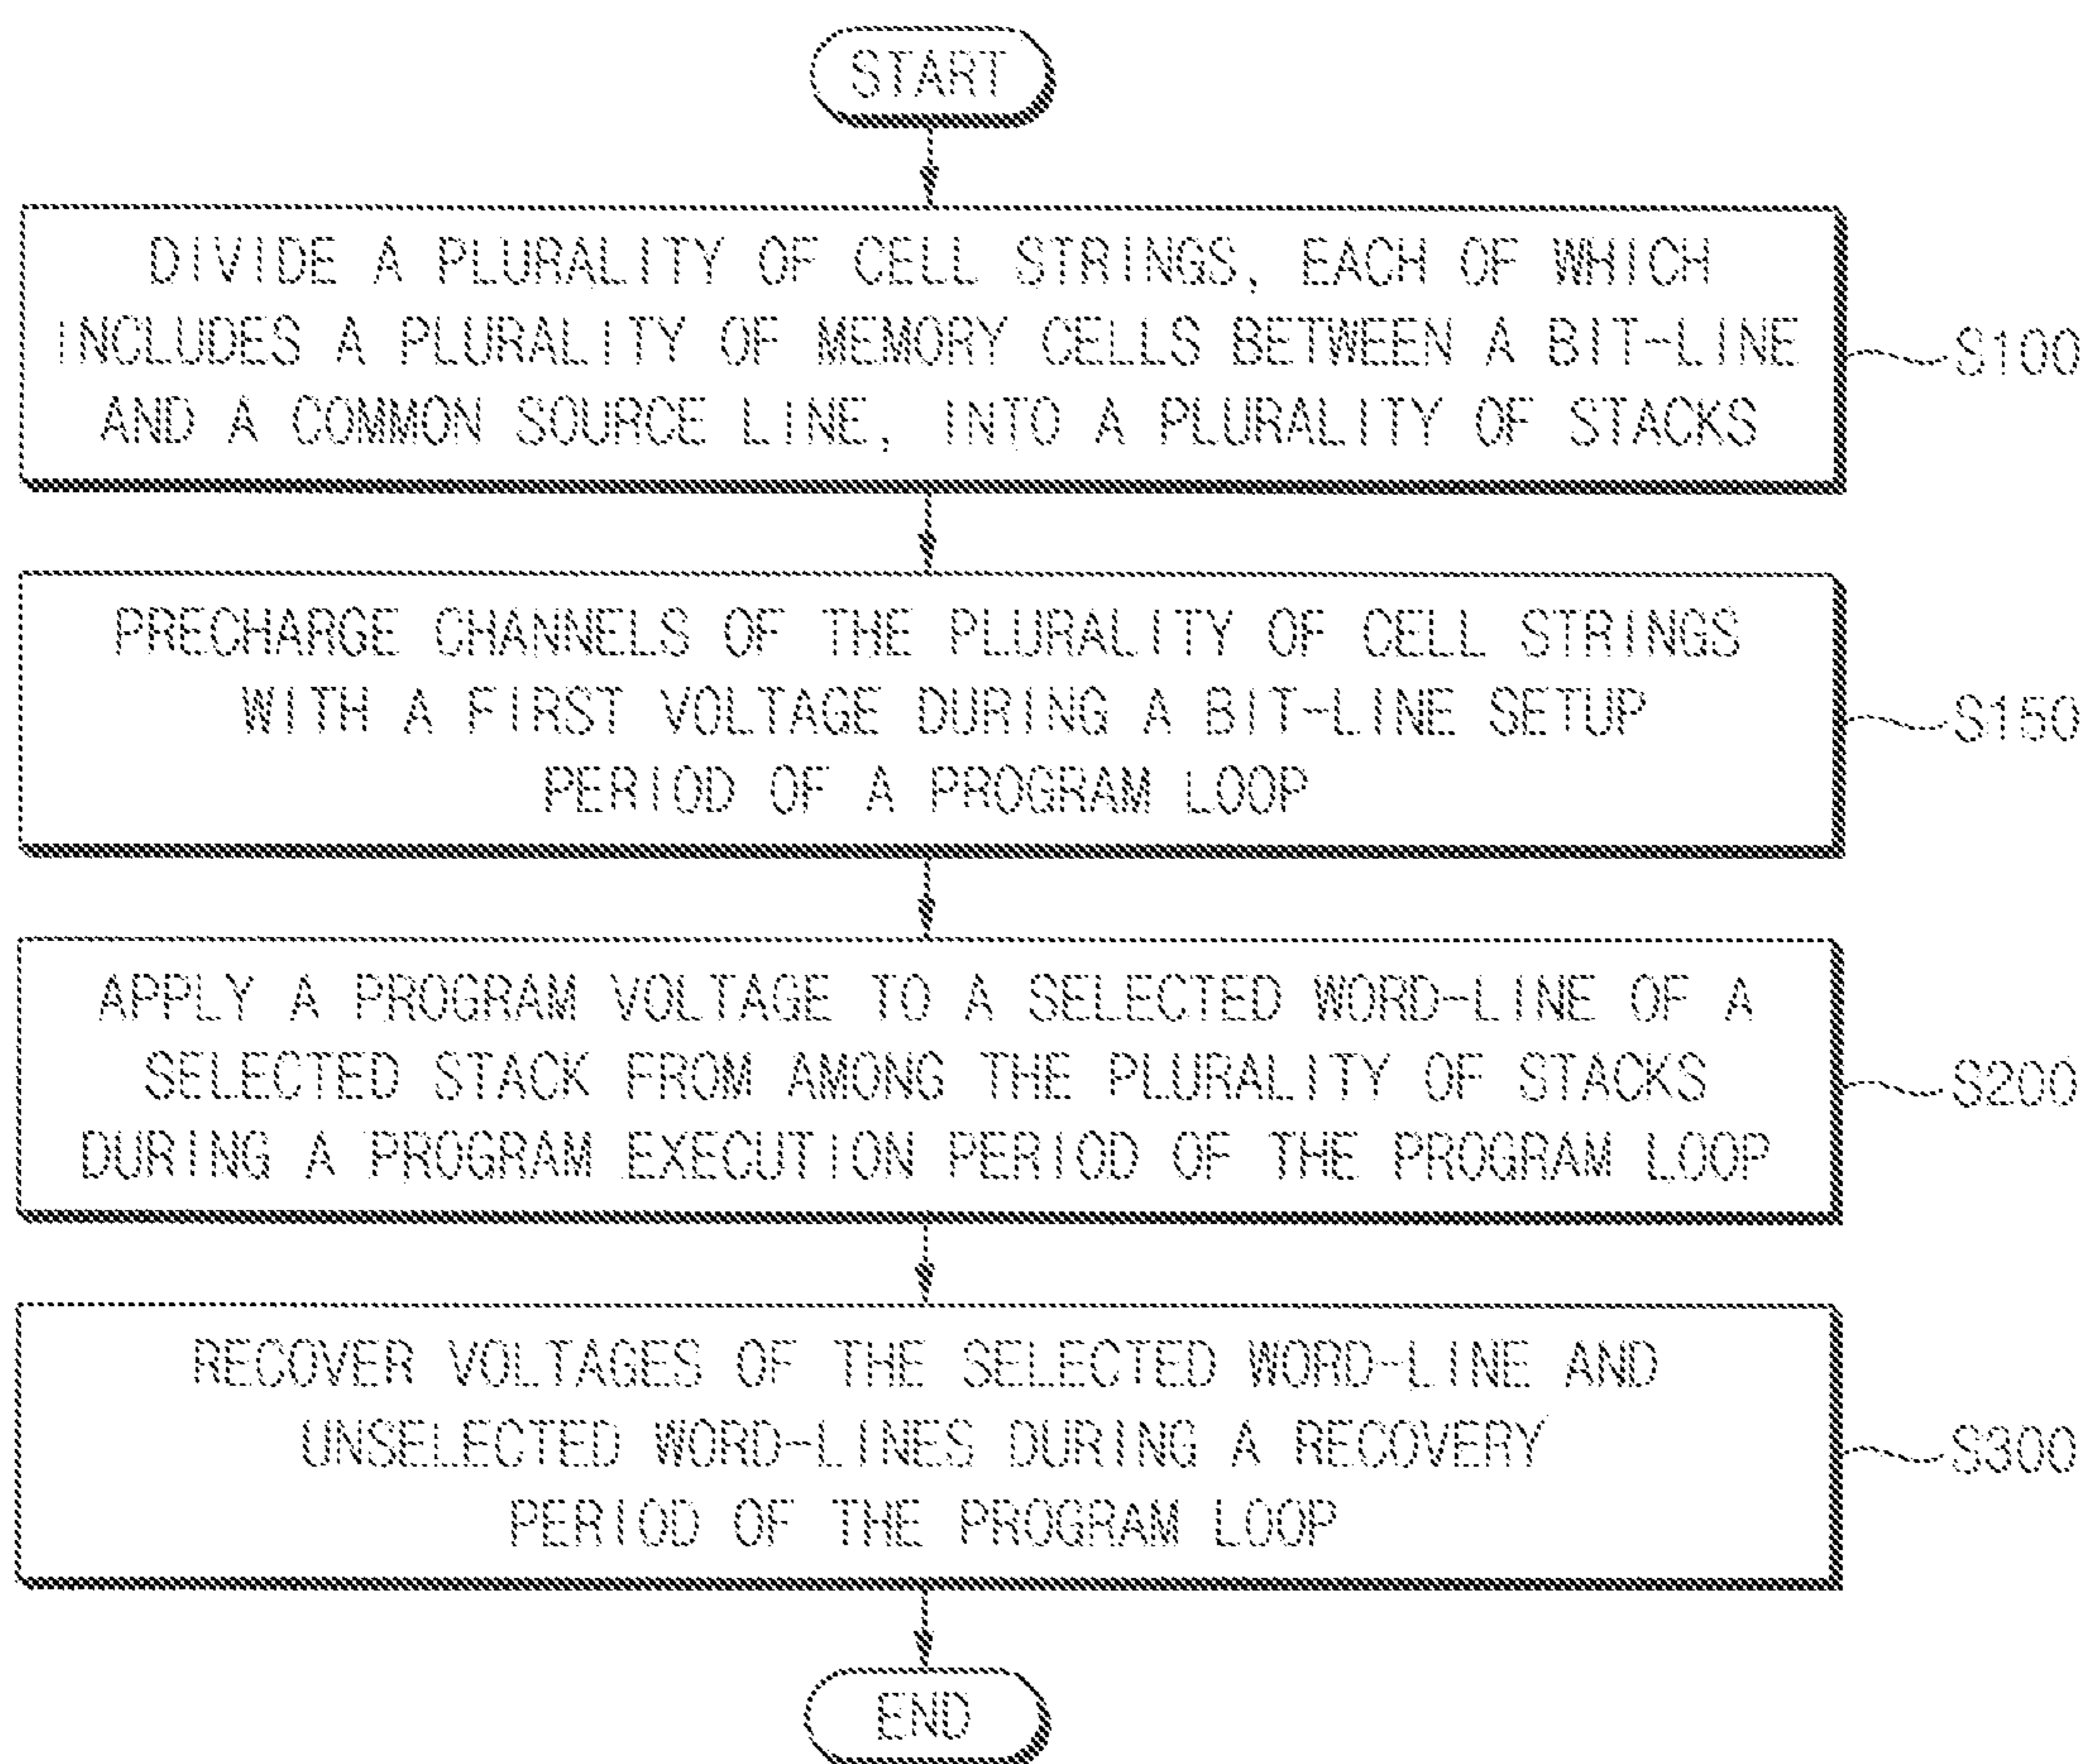 START
DIVIDE A PLURALITY OF CELL STRINGS, EACH OF WHICH
INCLUDES A PLURALITY OF MEMORY CELLS BETWEEN A BIT-LINE
AND A COMMON SOURCE LINE, INTO A PLURALITY OF STACKS
S100
PRECHARGE CHANNELS OF THE PLURALITY OF CELL STRINGS
WITH A FIRST VOLTAGE DURING A BIT-LINE SETUP
PERIOD OF A PROGRAM LOOP
S150
APPLY A PROGRAM VOLTAGE TO A SELECTED WORD-LINE OF A
SELECTED STACK FROM AMONG THE PLURALITY OF STACKS
DURING A PROGRAM EXECUTION PERIOD OF THE PROGRAM LOOP
S200
RECOVER VOLTAGES OF THE SELECTED WORD-LINE AND
UNSELECTED WORD-LINES DURING A RECOVERY
PERIOD OF THE PROGRAM LOOP
S300
END